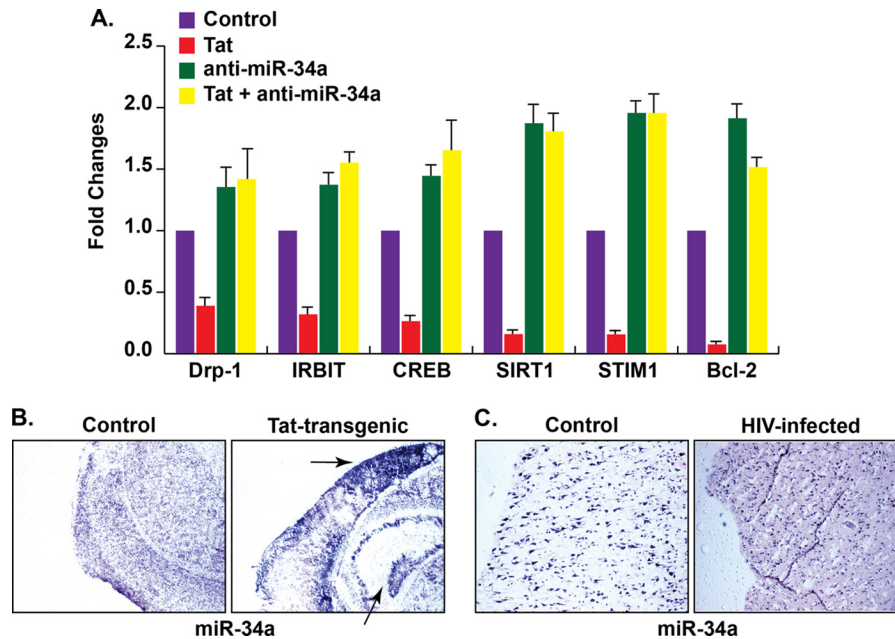 A.
Control
Tat
anti-miR-34a
Tat + anti-miR-34a
Fold Changes
2.5
2.0
1.5
1.0
0.5
0.0
Drp-1 IRBIT CREB SIRT1 STIM1 Bcl-2
B. Control Tat-transgenic
miR-34a
C. Control HIV-infected
miR-34a